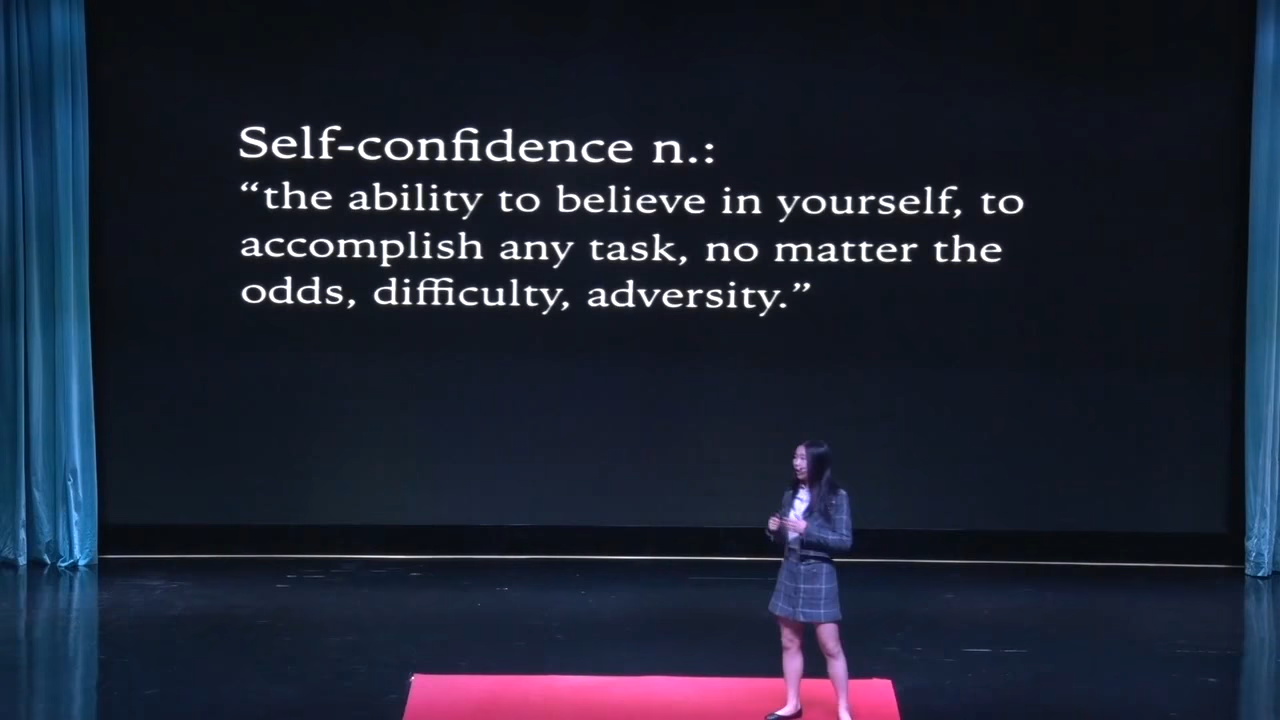 Self-confidence n.:
“the ability to believe in yourself, to
accomplish any task, no matter the
odds, difficulty, adversity.”